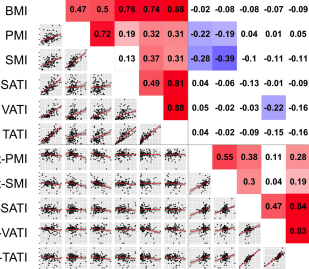 BMI 0.47 0.5 0.76 0.74 0.88 -0.02 -0.08 -0.08 -0.07 -0.09
PMI 0.72 0.19 0.32 0.31 -0.22 -0.19 0.04 0.01 0.05
SMI 0.13 0.37 0.31 -0.28 -0.39 -0.1 -0.11 -0.11
SATI 0.49 0.81 0.04 -0.06 -0.13 -0.01 -0.09
VATI 0.86 0.05 -0.02 -0.03 -0.22 -0.16
TATI 0.04 -0.02 -0.09 -0.15 -0.16
t-PMI 0.55 0.38 0.11 0.28
t-SMI 0.3 0.04 0.19
-SATI 0.47 0.84
-VATI 0.83
-TATI